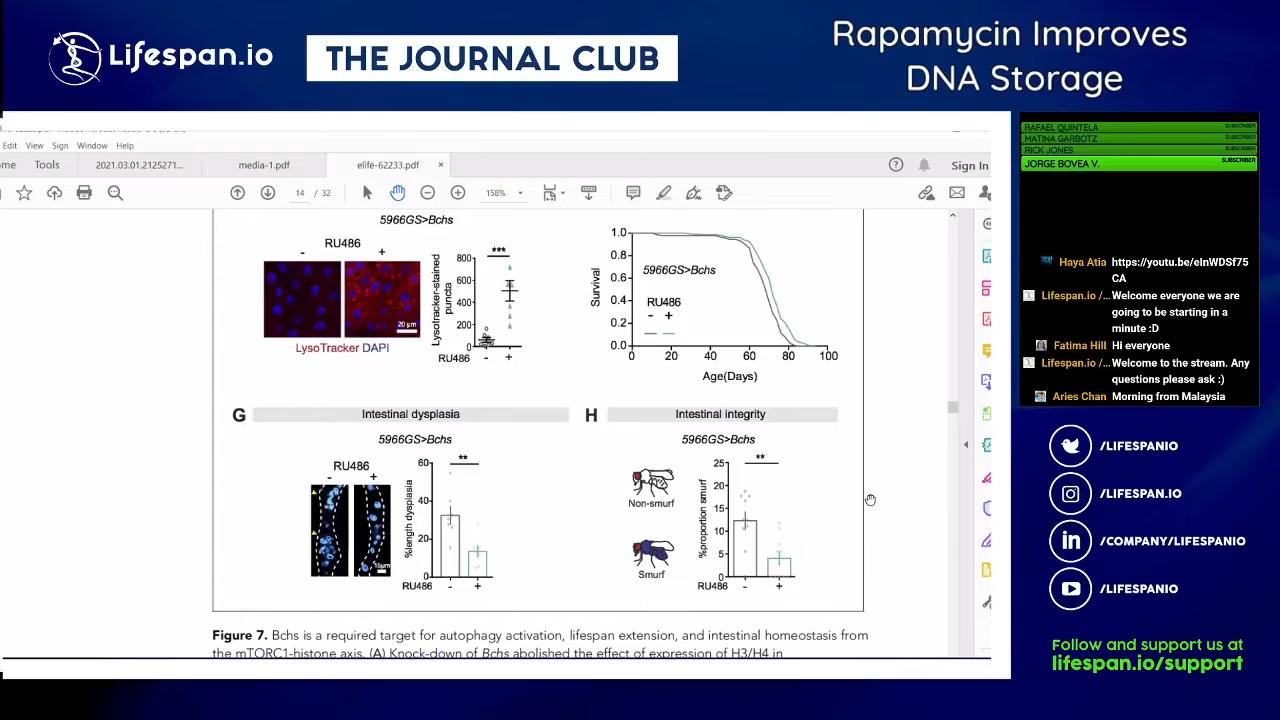 Lifespan.io
THE JOURNAL CLUB
Rapamycin Improves
DNA Storage
Edit View Sign Window Help
Tools
2021.03.01.2125271...
media-1.pdf
elife-62233.pdf ×
Sign In
14 / 32
158%
5966GS>Bchs
RU486
- +
20 µm
LysoTracker DAPI
***
Lysotracker-stained
puncta
800
600
400
200
0
RU486 - +
5966GS>Bchs
RU486
- +
Survival
1.0
0.8
0.6
0.4
0.2
0.0
0 20 40 60 80 100
Age(Days)
G Intestinal dysplasia
5966GS>Bchs
RU486
- +
15µm
**
%length dysplasia
60
40
20
0
RU486 - +
H Intestinal integrity
5966GS>Bchs
Non-smurf
Smurf
**
%proportion smurf
25
20
15
10
5
0
RU486 - +
Figure 7. Bchs is a required target for autophagy activation, lifespan extension, and intestinal homeostasis from
the mTORC1-histone axis. (A) Knock-down of Bchs abolished the effect of expression of H3/H4 in
RAFAEL QUINTELA SUBSCRIBER
MATINA GARBOTZ SUBSCRIBER
RICK JONES SUBSCRIBER
JORGE BOVEA V. SUBSCRIBER
Haya Atia https://youtu.be/eInWDSf75
CA
Lifespan.io /... Welcome everyone we are
going to be starting in a
minute :D
Fatima Hill Hi everyone
Lifespan.io /... Welcome to the stream. Any
questions please ask :)
Aries Chan Morning from Malaysia
/LIFESPANIO
/LIFESPAN.IO
/COMPANY/LIFESPANIO
/LIFESPANIO
Follow and support us at
lifespan.io/support